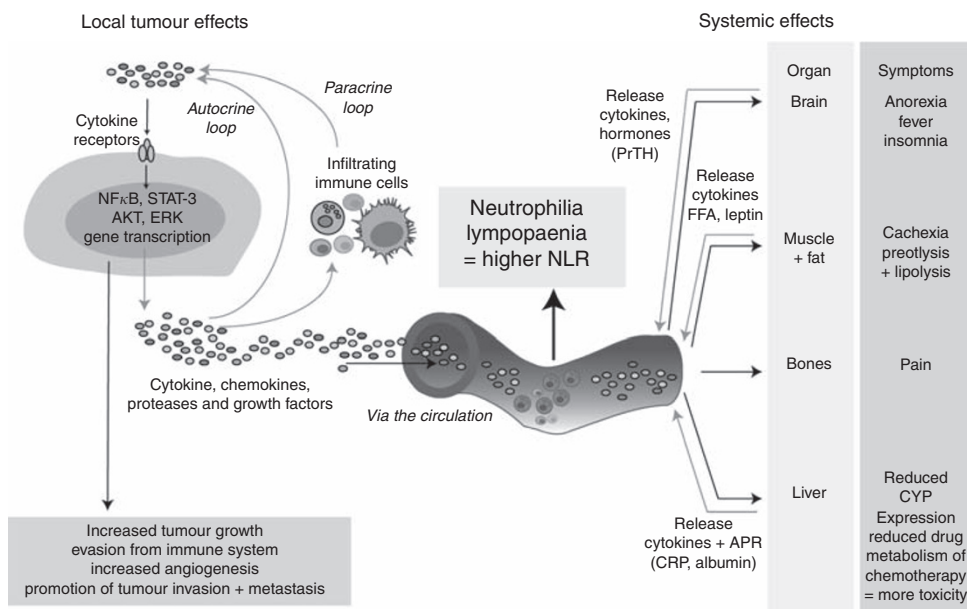 Local tumour effects
Systemic effects
Cytokine
receptors
Autocrine
loop
Paracrine
loop
NFκB, STAT-3
AKT, ERK
gene transcription
Infiltrating
immune cells
Cytokine, chemokines,
proteases and growth factors
Via the circulation
Neutrophilia
lympopaenia
= higher NLR
Increased tumour growth
evasion from immune system
increased angiogenesis
promotion of tumour invasion + metastasis
Release
cytokines,
hormones
(PrTH)
Release
cytokines
FFA, leptin
Release
cytokines + APR
(CRP, albumin)
Organ
Symptoms
Brain
Anorexia
fever
insomnia
Muscle
+ fat
Cachexia
preotlysis
+ lipolysis
Bones
Pain
Liver
Reduced
CYP
Expression
reduced drug
metabolism of
chemotherapy
= more toxicity